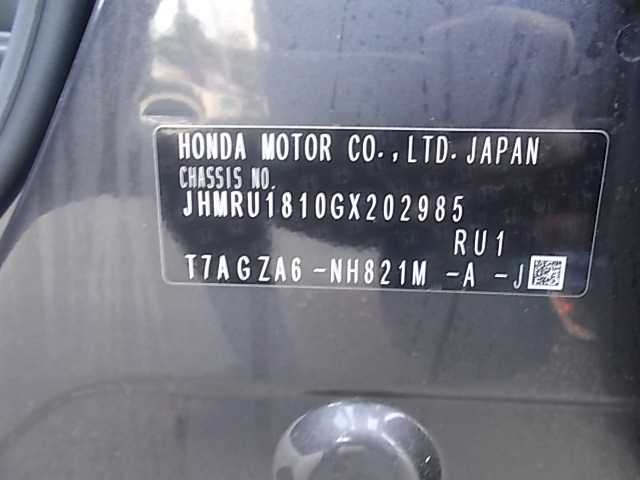 HONDA MOTOR CO.,LTD.JAPAN
CHASSIS NO.
JHMRU1810GX202985
RU1
T7AGZA6-NH821M -A -J